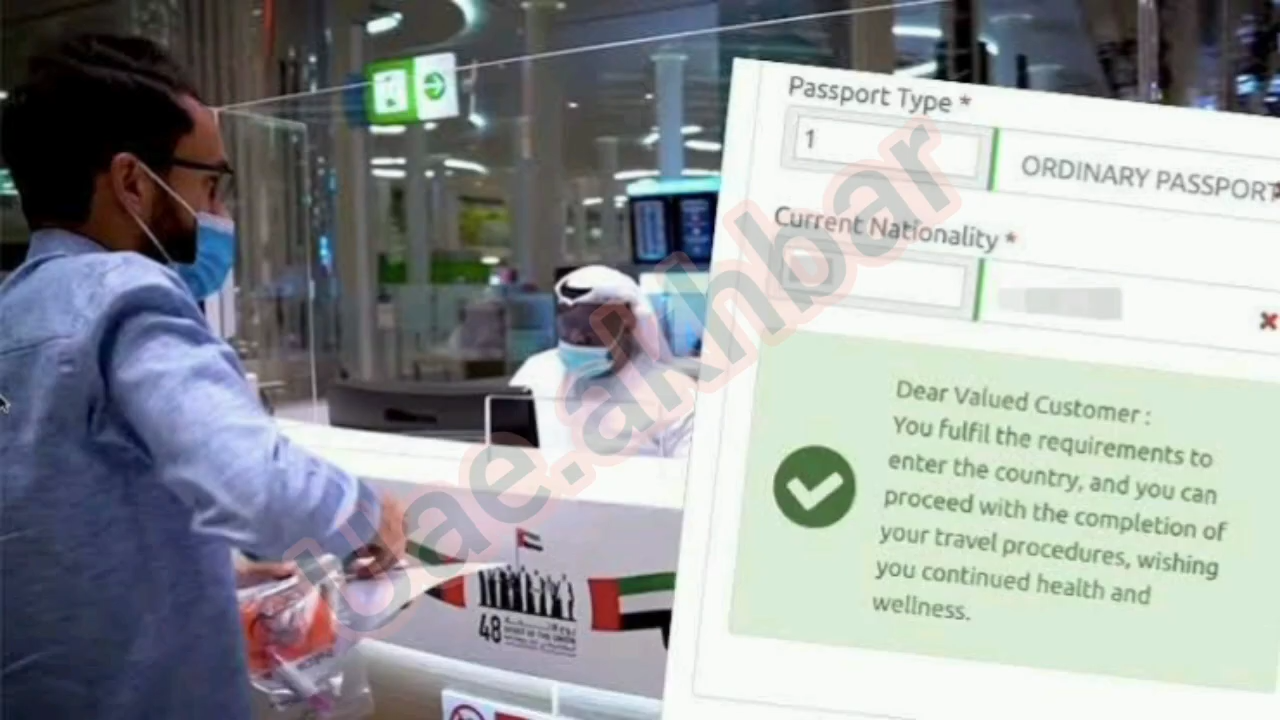 Passport Type *
1
ORDINARY PASSPORT
Current Nationality *
Dear Valued Customer :
You fulfil the requirements to
enter the country, and you can
proceed with the completion of
your travel procedures, wishing
you continued health and
wellness.
uae.akhbar
48